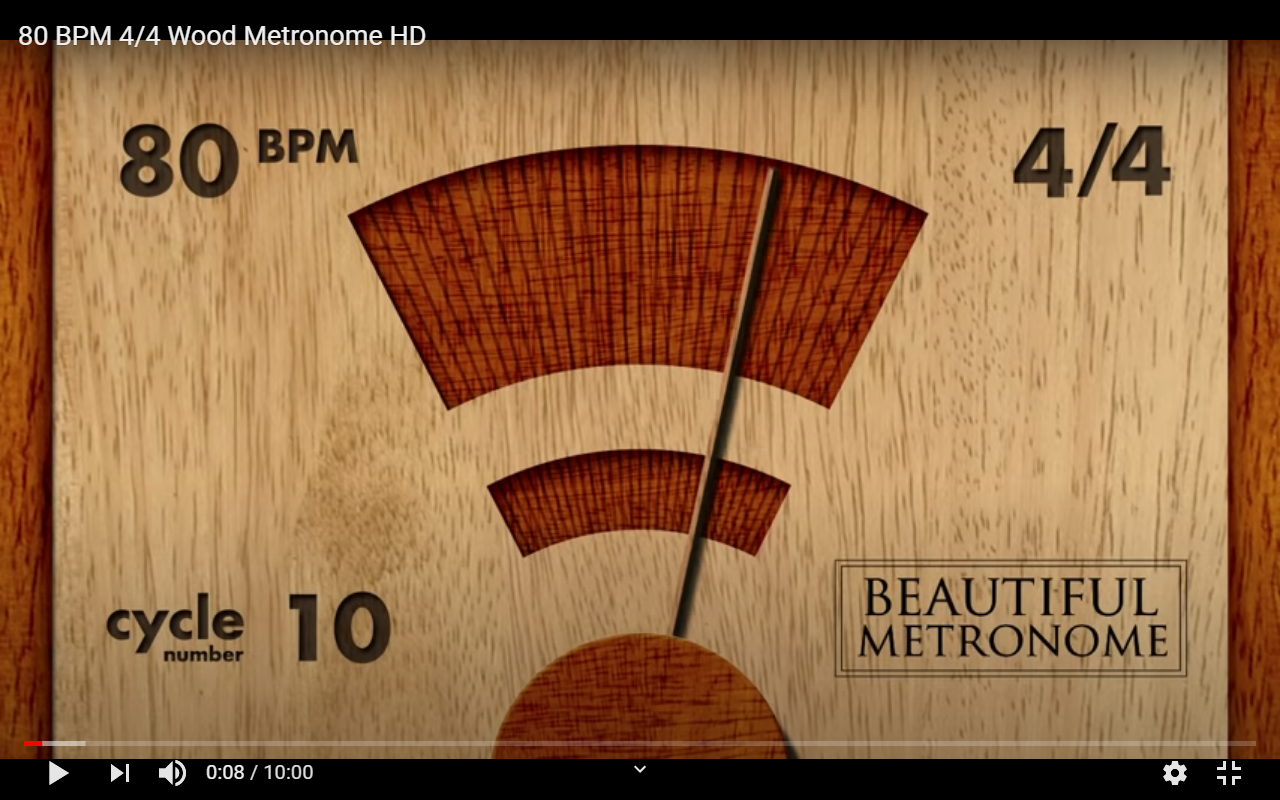 80 BPM 4/4 Wood Metronome HD
80 BPM
4/4
cycle number 10
BEAUTIFUL
METRONOME
0:08 / 10:00